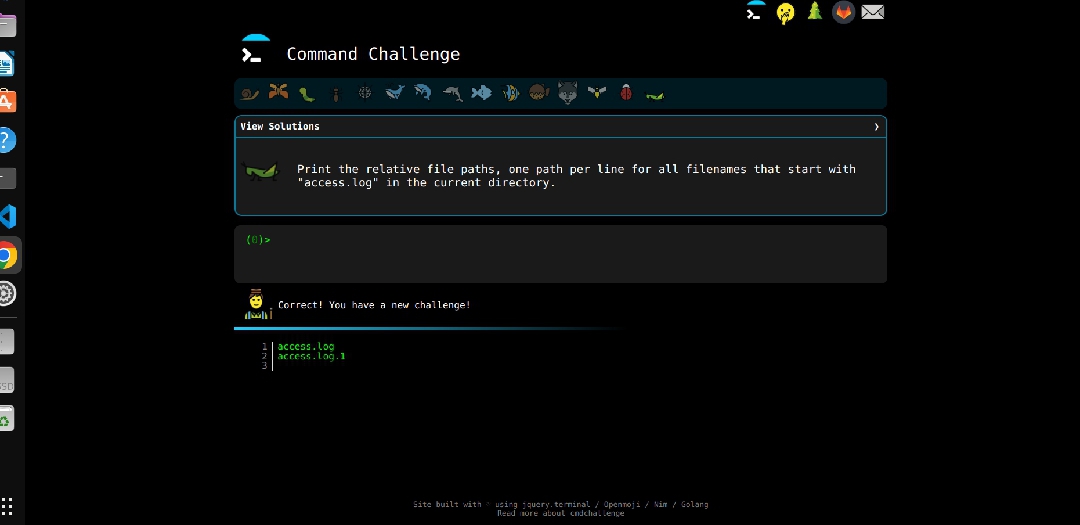 Command Challenge
View Solutions
Print the relative file paths, one path per line for all filenames that start with
"access.log" in the current directory.
(0)>
Correct! You have a new challenge!
1 access.log
2 access.log.1
3
SSD
Site built with using jquery.terminal / Openmoji / Nim / Golang
Read more about cmdchallenge